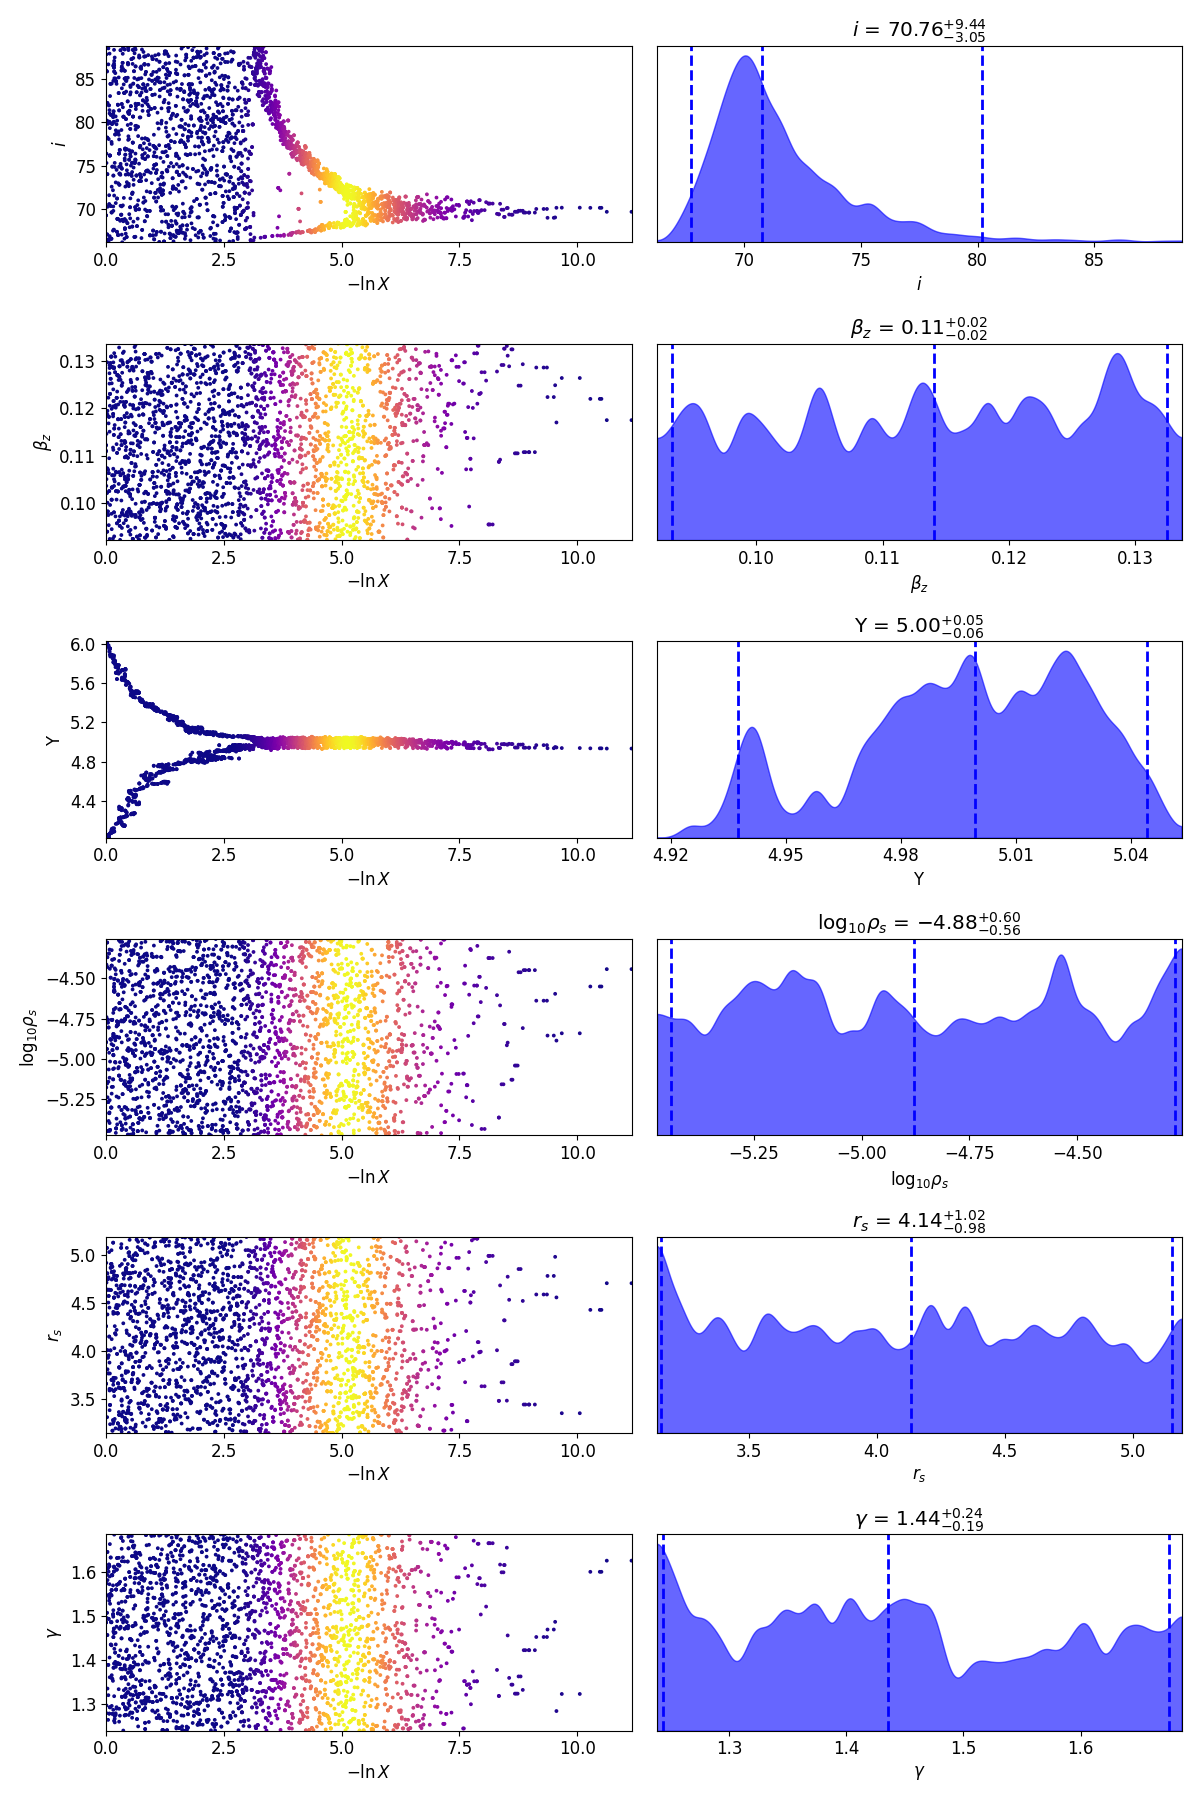 i = 70.76 +9.44 −3.05
85
80
75
70
i
0.0 2.5 5.0 7.5 10.0
−ln X
70 75 80 85
i
β_z = 0.11 +0.02 −0.02
0.13
0.12
0.11
0.10
β_z
0.0 2.5 5.0 7.5 10.0
−ln X
0.10 0.11 0.12 0.13
β_z
Y = 5.00 +0.05 −0.06
6.0
5.6
5.2
4.8
4.4
Y
0.0 2.5 5.0 7.5 10.0
−ln X
4.92 4.95 4.98 5.01 5.04
Y
log₁₀ρ_s = −4.88 +0.60 −0.56
−4.50
−4.75
−5.00
−5.25
log₁₀ρ_s
0.0 2.5 5.0 7.5 10.0
−ln X
−5.25 −5.00 −4.75 −4.50
log₁₀ρ_s
r_s = 4.14 +1.02 −0.98
5.0
4.5
4.0
3.5
r_s
0.0 2.5 5.0 7.5 10.0
−ln X
3.5 4.0 4.5 5.0
r_s
γ = 1.44 +0.24 −0.19
1.6
1.5
1.4
1.3
γ
0.0 2.5 5.0 7.5 10.0
−ln X
1.3 1.4 1.5 1.6
γ